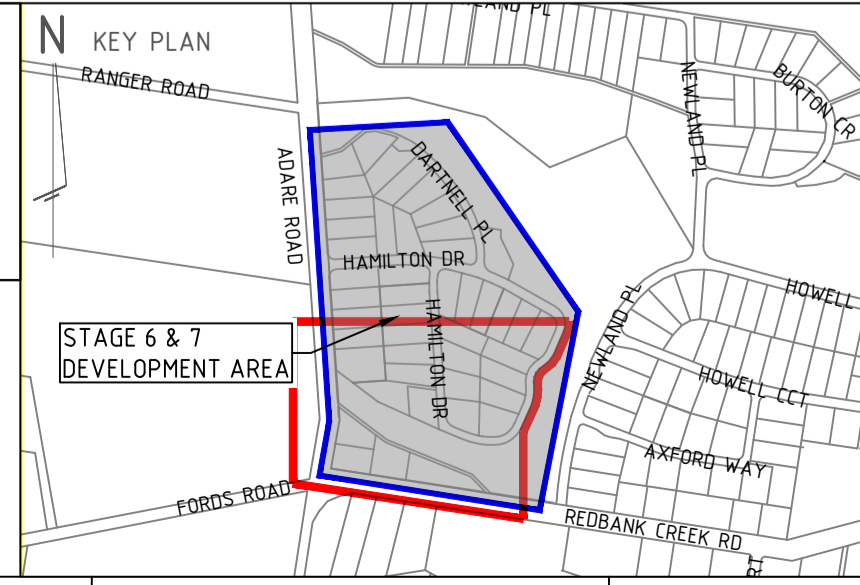 N KEY PLAN
RANGER ROAD
ADARE ROAD
DARTNELL PL
NEWLAND PL
BURTON CR
HAMILTON DR
HAMILTON DR
STAGE 6 & 7
DEVELOPMENT AREA
NEWLAND PL
HOWELL
HOWELL CCT
AXFORD WAY
FORDS ROAD
REDBANK CREEK RD